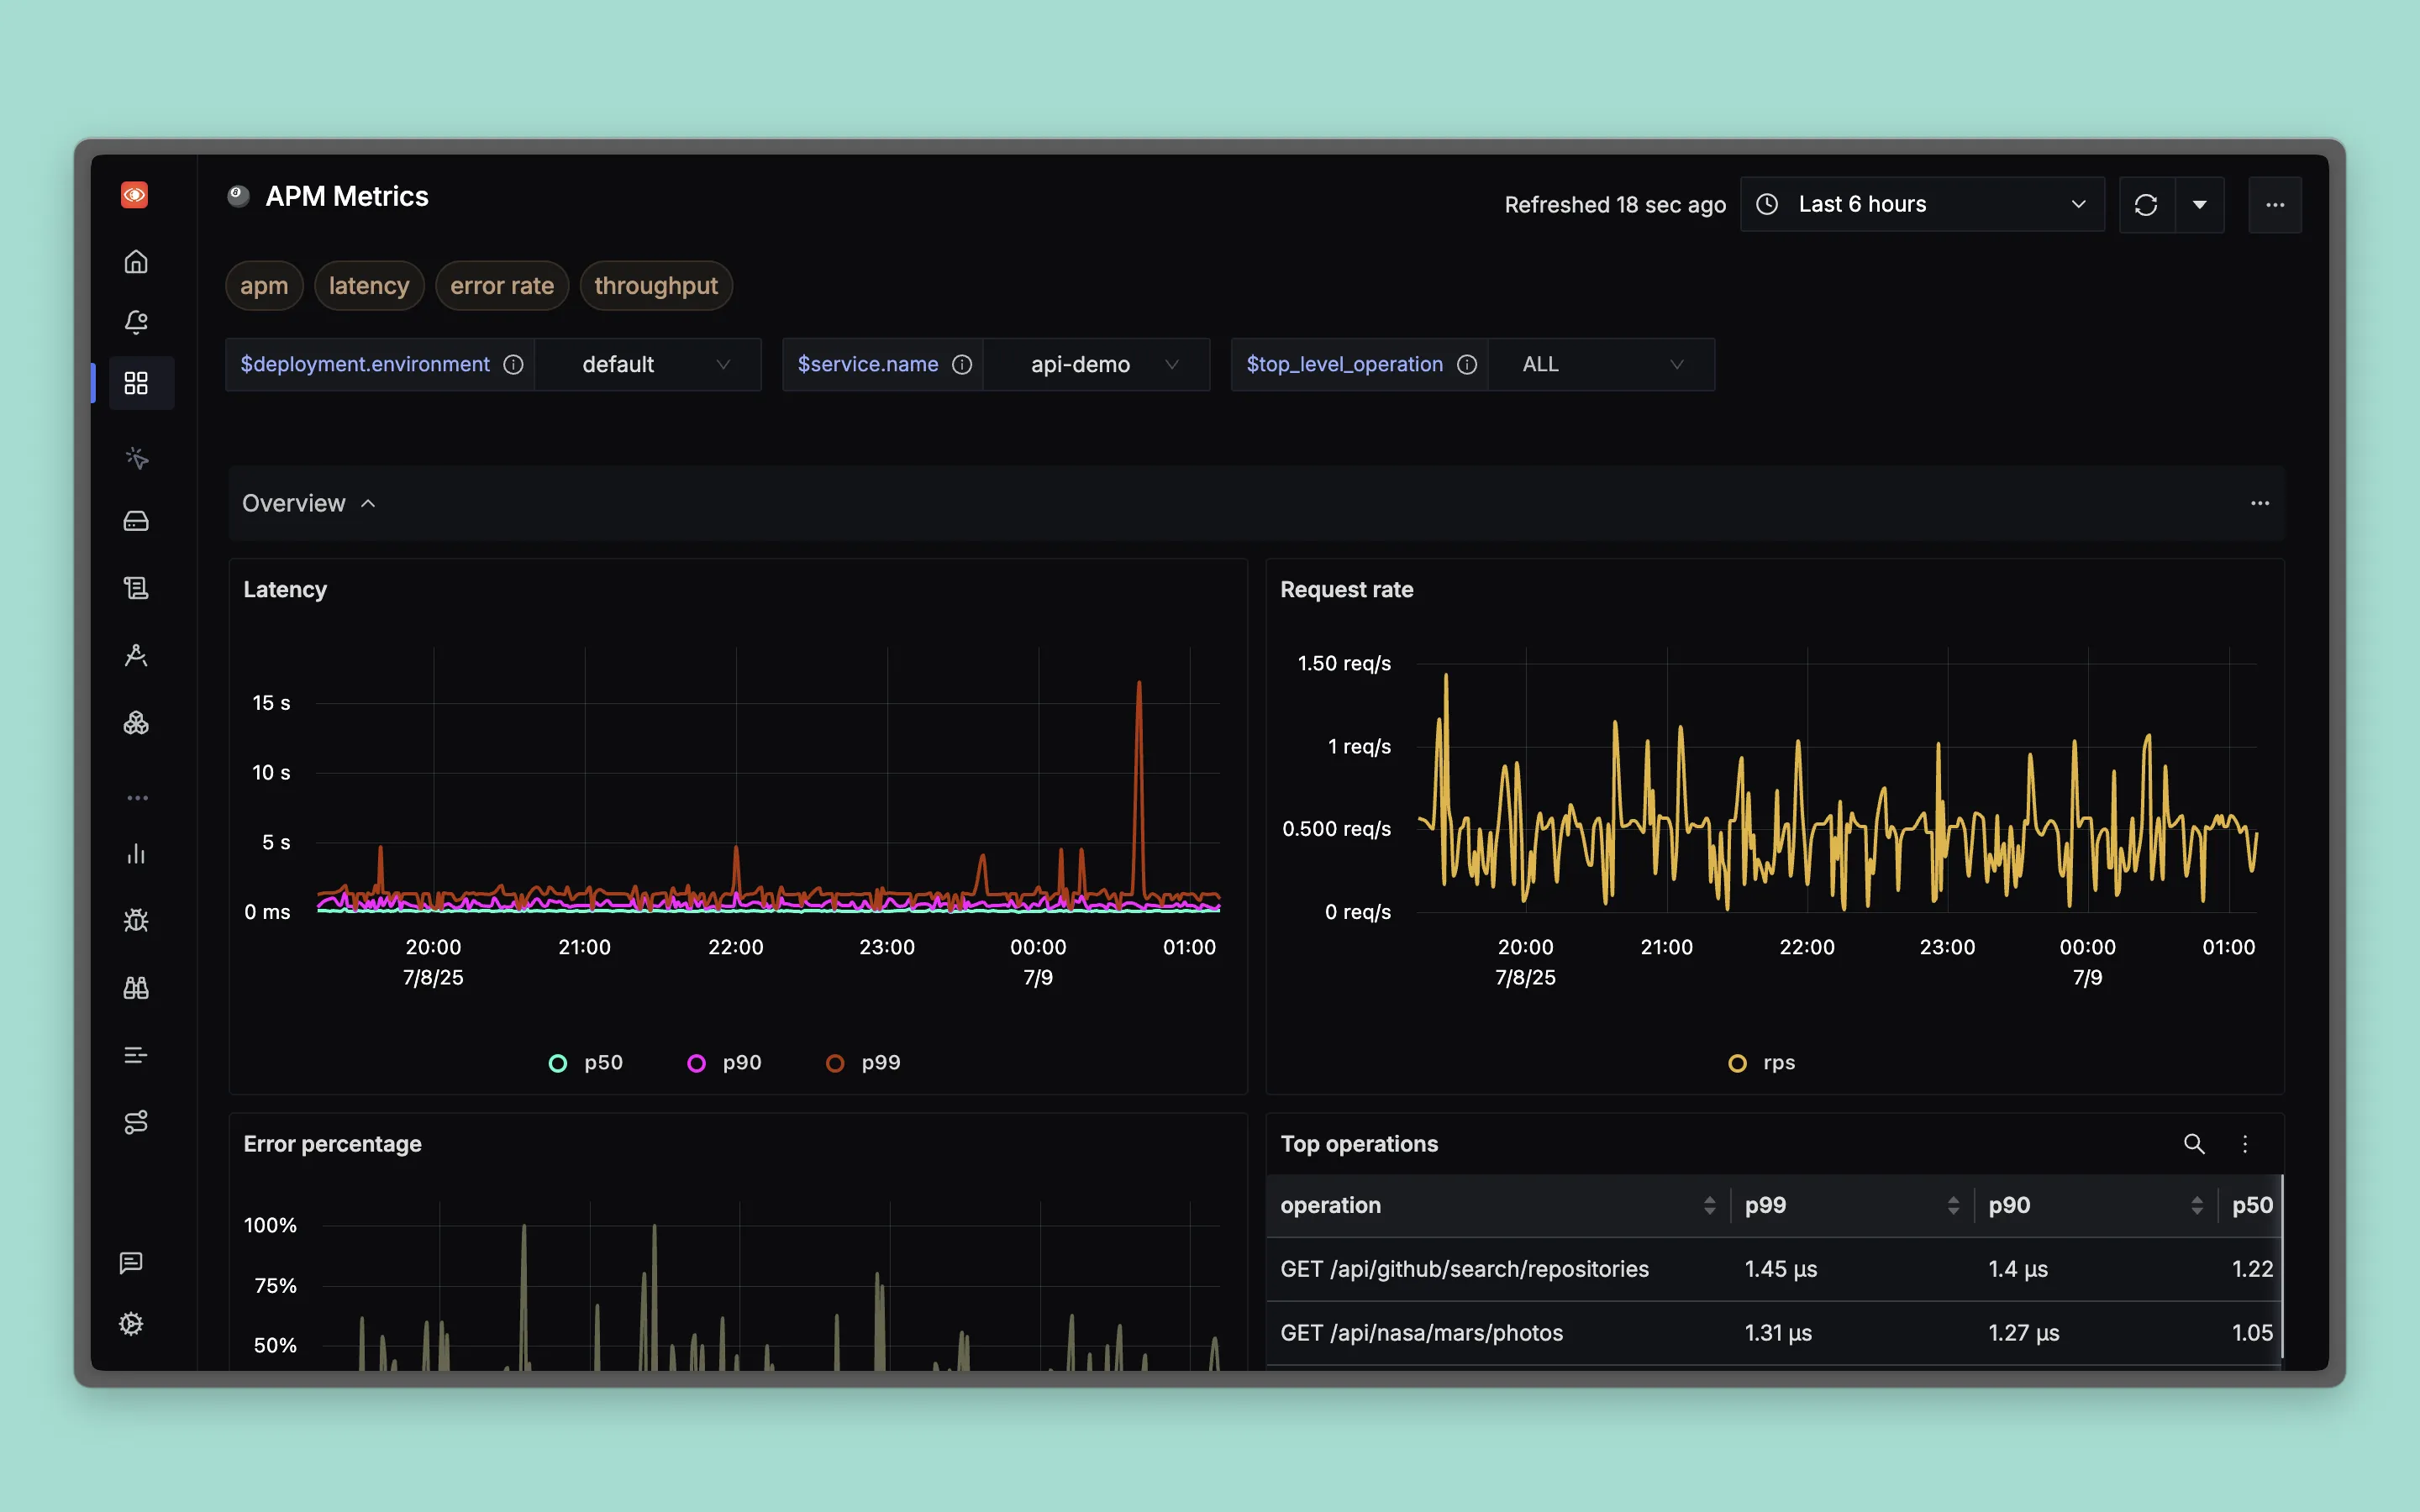 APM Metrics
Refreshed 18 sec ago
Last 6 hours
apm
latency
error rate
throughput
$deployment.environment
default
$service.name
api-demo
$top_level_operation
ALL
Overview
Latency
15 s
10 s
5 s
0 ms
20:00
21:00
22:00
23:00
00:00
01:00
7/8/25
7/9
p50
p90
p99
Request rate
1.50 req/s
1 req/s
0.500 req/s
0 req/s
20:00
21:00
22:00
23:00
00:00
01:00
7/8/25
7/9
rps
Error percentage
100%
75%
50%
Top operations
operation
p99
p90
p50
GET /api/github/search/repositories
1.45 µs
1.4 µs
1.22
GET /api/nasa/mars/photos
1.31 µs
1.27 µs
1.05